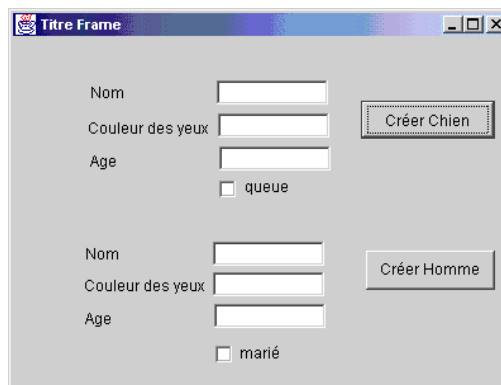 Titre Frame
Nom
Couleur des yeux
Créer Chien
Age
queue
Nom
Couleur des yeux
Créer Homme
Age
marié